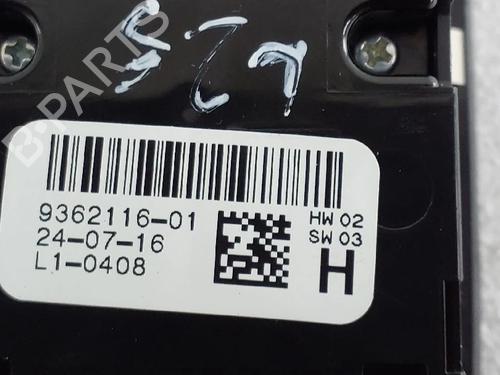 B-PARTS
9362116-01
24-07-16
L1-0408
HW 02
SW 03
H